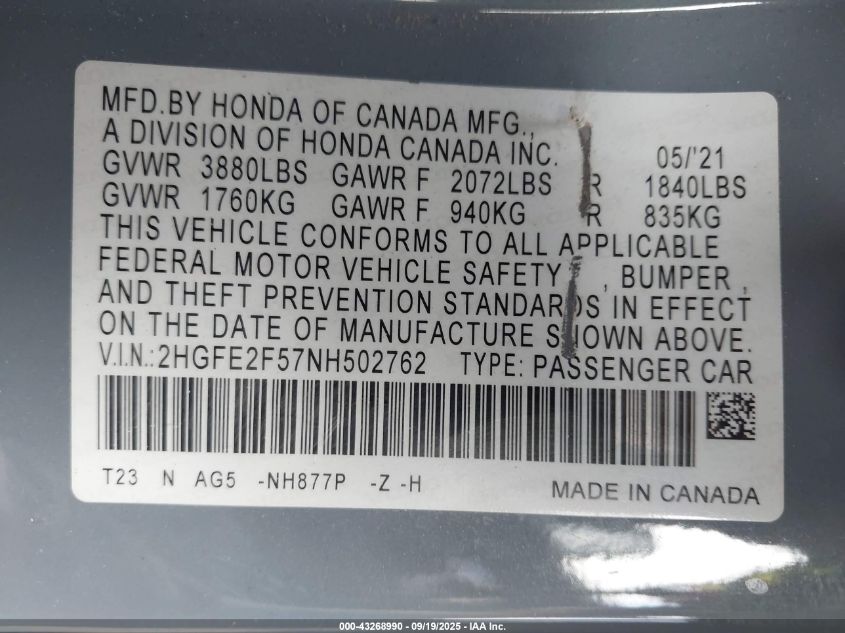 MFD.BY HONDA OF CANADA MFG.,
A DIVISION OF HONDA CANADA INC. 05/'21
GVWR 3880LBS GAWR F 2072LBS R 1840LBS
GVWR 1760KG GAWR F 940KG R 835KG
THIS VEHICLE CONFORMS TO ALL APPLICABLE
FEDERAL MOTOR VEHICLE SAFETY , BUMPER ,
AND THEFT PREVENTION STANDARDS IN EFFECT
ON THE DATE OF MANUFACTURE SHOWN ABOVE.
V.I.N.:2HGFE2F57NH502762 TYPE: PASSENGER CAR
T23 N AG5 -NH877P -Z -H MADE IN CANADA
000-43268990 - 09/19/2025 - IAA Inc.